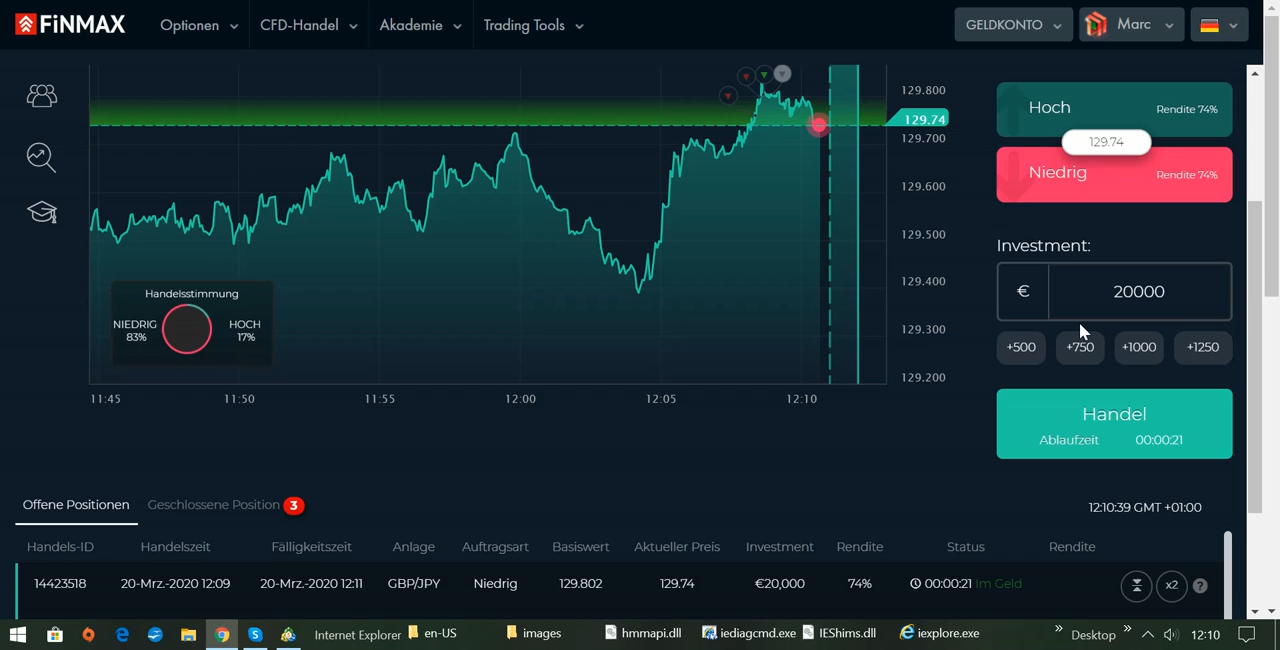 FiNMAX Optionen CFD-Handel Akademie Trading Tools GELDKONTO Marc
129.800
129.74
129.700
129.600
129.500
129.400
129.300
129.200
Handelsstimmung
NIEDRIG HOCH
83% 17%
11:45 11:50 11:55 12:00 12:05 12:10
Hoch Rendite 74%
129.74
Niedrig Rendite 74%
Investment:
€ 20000
+500 +750 +1000 +1250
Handel
Ablaufzeit 00:00:21
Offene Positionen Geschlossene Position 3 12:10:39 GMT +01:00
Handels-ID Handelszeit Fälligkeitszeit Anlage Auftragsart Basiswert Aktueller Preis Investment Rendite Status Rendite
14423518 20-Mrz.-2020 12:09 20-Mrz.-2020 12:11 GBP/JPY Niedrig 129.802 129.74 €20,000 74% 00:00:21 Im Geld x2 ?
Internet Explorer en-US images hmmapi.dll iediagcmd.exe IEShims.dll iexplore.exe » Desktop » 12:10